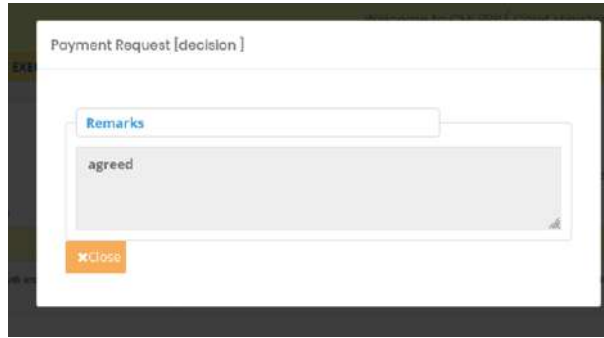 Payment Request [decision ]
Remarks
agreed
×Close